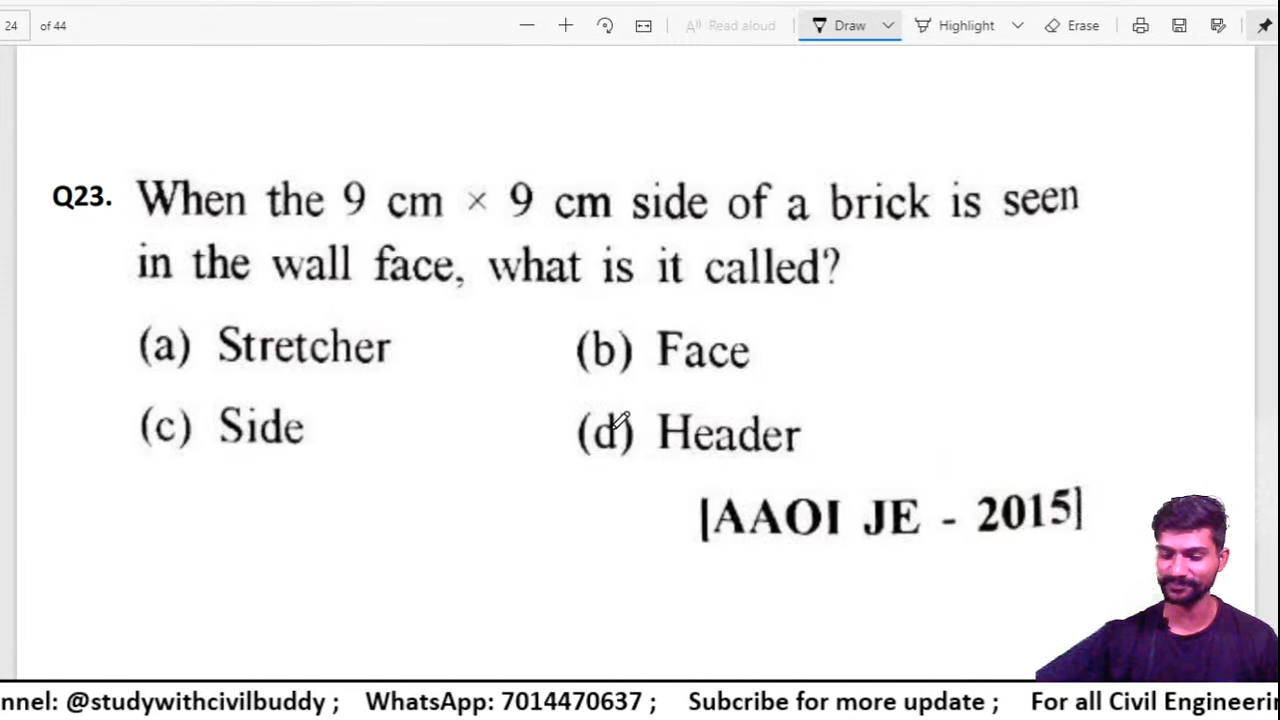 24 of 44 Read aloud Draw Highlight Erase
Q23. When the 9 cm × 9 cm side of a brick is seen
in the wall face, what is it called?
(a) Stretcher (b) Face
(c) Side (d) Header
[AAOI JE - 2015]
nnel: @studywithcivilbuddy ; WhatsApp: 7014470637 ; Subcribe for more update ; For all Civil Engineerin